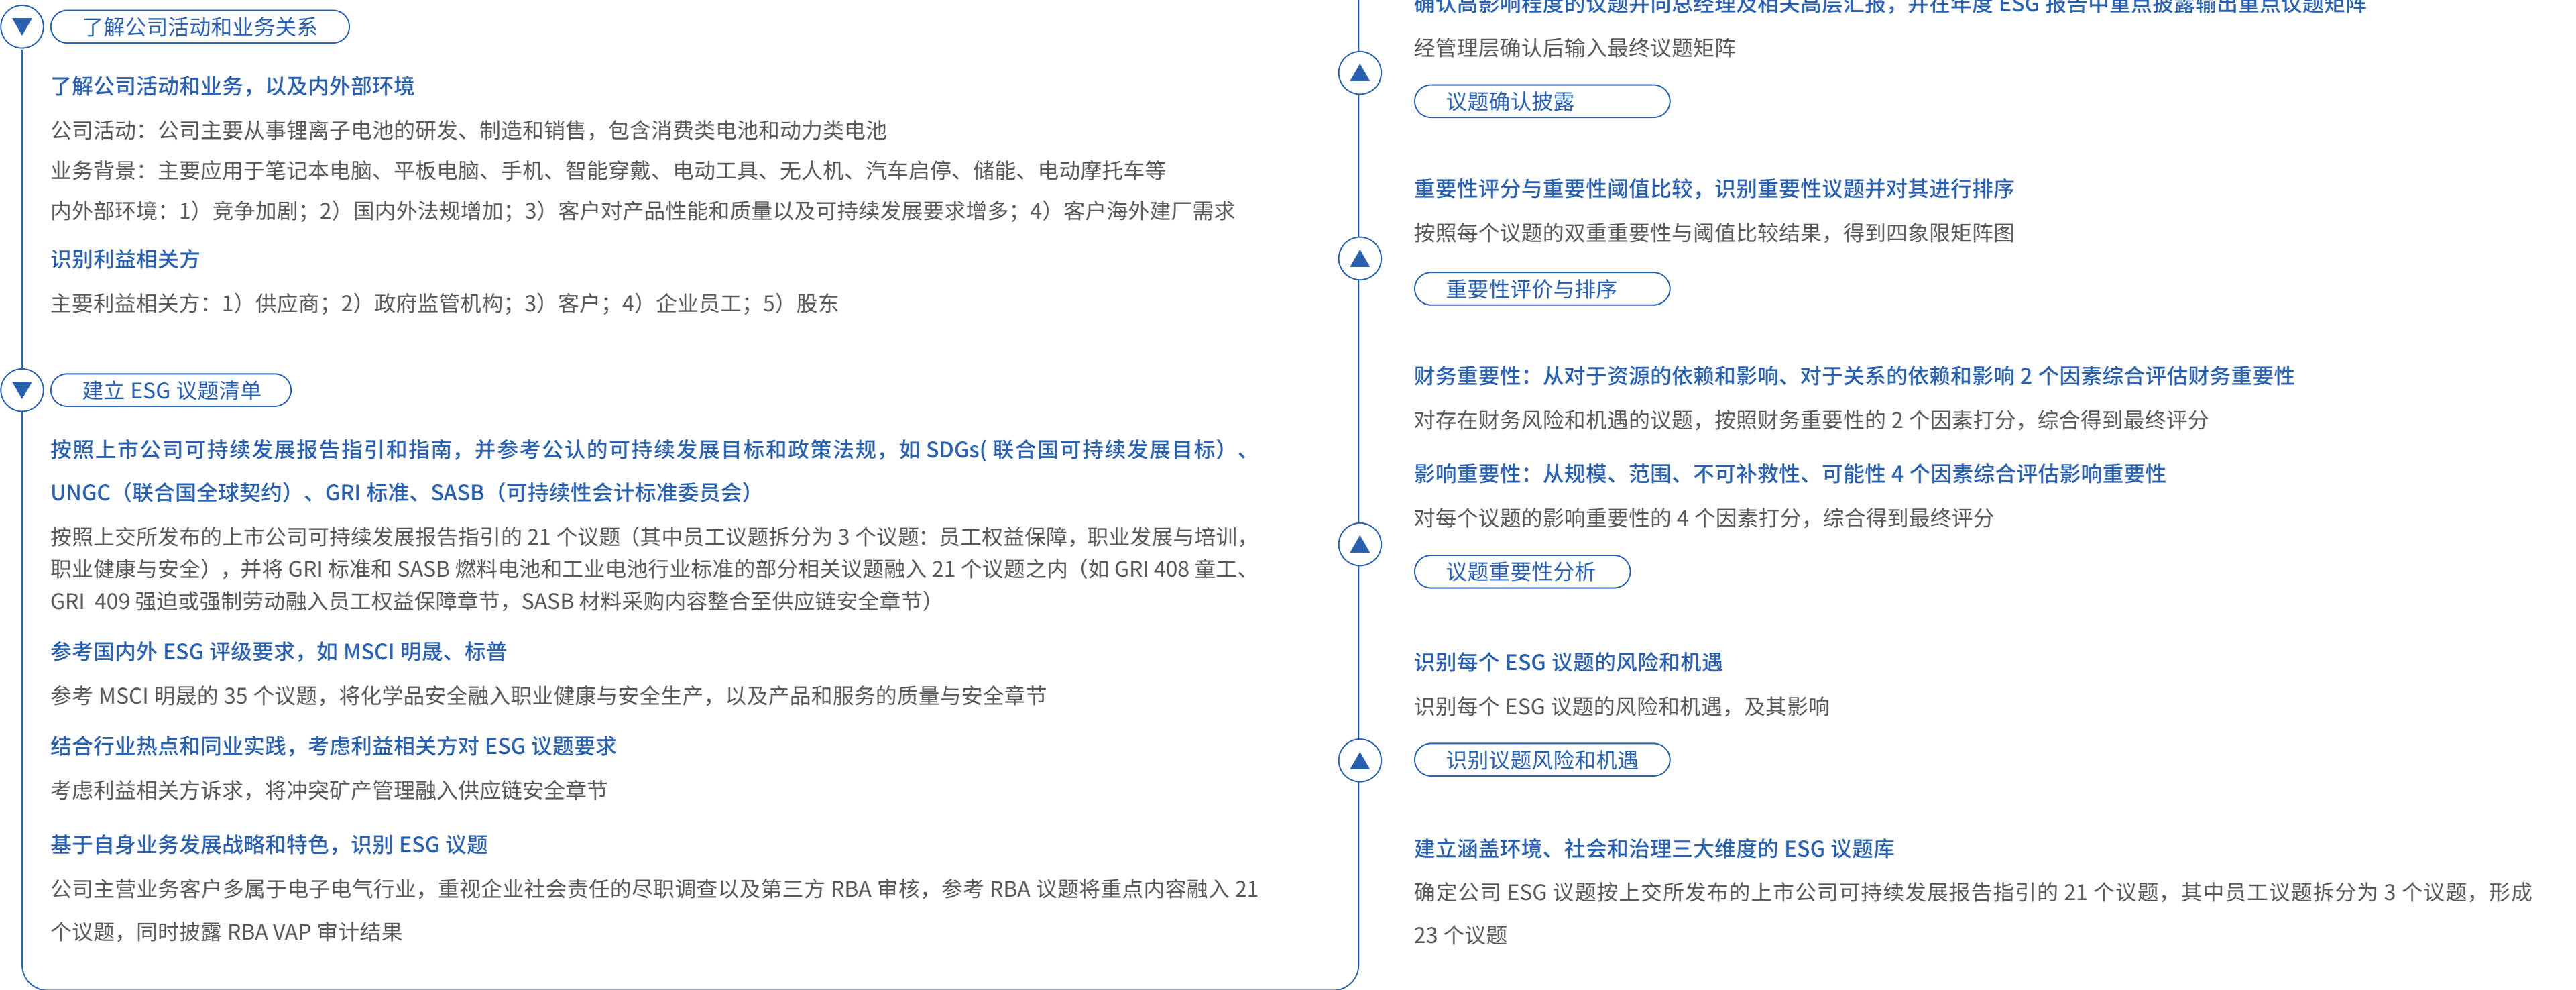 了解公司活动和业务关系
了解公司活动和业务，以及内外部环境
公司活动：公司主要从事锂离子电池的研发、制造和销售，包含消费类电池和动力类电池
业务背景：主要应用于笔记本电脑、平板电脑、手机、智能穿戴、电动工具、无人机、汽车启停、储能、电动摩托车等
内外部环境：1）竞争加剧；2）国内外法规增加；3）客户对产品性能和质量以及可持续发展要求增多；4）客户海外建厂需求
识别利益相关方
主要利益相关方：1）供应商；2）政府监管机构；3）客户；4）企业员工；5）股东
建立 ESG 议题清单
按照上市公司可持续发展报告指引和指南，并参考公认的可持续发展目标和政策法规，如 SDGs( 联合国可持续发展目标）、
UNGC（联合国全球契约）、GRI 标准、SASB（可持续性会计标准委员会）
按照上交所发布的上市公司可持续发展报告指引的 21 个议题（其中员工议题拆分为 3 个议题：员工权益保障，职业发展与培训，
职业健康与安全），并将 GRI 标准和 SASB 燃料电池和工业电池行业标准的部分相关议题融入 21 个议题之内（如 GRI 408 童工、
GRI 409 强迫或强制劳动融入员工权益保障章节，SASB 材料采购内容整合至供应链安全章节）
参考国内外 ESG 评级要求，如 MSCI 明晟、标普
参考 MSCI 明晟的 35 个议题，将化学品安全融入职业健康与安全生产，以及产品和服务的质量与安全章节
结合行业热点和同业实践，考虑利益相关方对 ESG 议题要求
考虑利益相关方诉求，将冲突矿产管理融入供应链安全章节
基于自身业务发展战略和特色，识别 ESG 议题
公司主营业务客户多属于电子电气行业，重视企业社会责任的尽职调查以及第三方 RBA 审核，参考 RBA 议题将重点内容融入 21
个议题，同时披露 RBA VAP 审计结果
确认高影响程度的议题并向总经理及相关高层汇报，并在年度 ESG 报告中重点披露输出重点议题矩阵
经管理层确认后输入最终议题矩阵
议题确认披露
重要性评分与重要性阈值比较，识别重要性议题并对其进行排序
按照每个议题的双重重要性与阈值比较结果，得到四象限矩阵图
重要性评价与排序
财务重要性：从对于资源的依赖和影响、对于关系的依赖和影响 2 个因素综合评估财务重要性
对存在财务风险和机遇的议题，按照财务重要性的 2 个因素打分，综合得到最终评分
影响重要性：从规模、范围、不可补救性、可能性 4 个因素综合评估影响重要性
对每个议题的影响重要性的 4 个因素打分，综合得到最终评分
议题重要性分析
识别每个 ESG 议题的风险和机遇
识别每个 ESG 议题的风险和机遇，及其影响
识别议题风险和机遇
建立涵盖环境、社会和治理三大维度的 ESG 议题库
确定公司 ESG 议题按上交所发布的上市公司可持续发展报告指引的 21 个议题，其中员工议题拆分为 3 个议题，形成
23 个议题